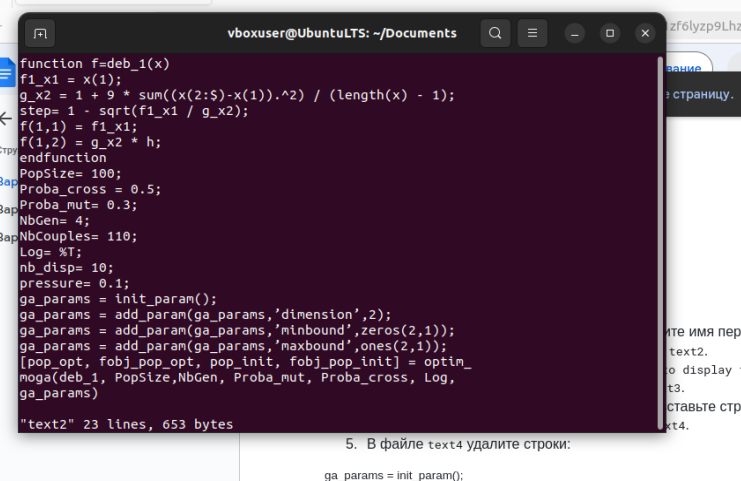 zf6lyzp9Lhz
vboxuser@UbuntuLTS: ~/Documents
вание
е страницу.
function f=deb_1(x)
f1_x1 = x(1);
g_x2 = 1 + 9 * sum((x(2:$)-x(1)).^2) / (length(x) - 1);
step= 1 - sqrt(f1_x1 / g_x2);
f(1,1) = f1_x1;
f(1,2) = g_x2 * h;
endfunction
PopSize= 100;
Proba_cross = 0.5;
Proba_mut= 0.3;
NbGen= 4;
NbCouples= 110;
Log= %T;
nb_disp= 10;
pressure= 0.1;
ga_params = init_param();
ga_params = add_param(ga_params,’dimension’,2);
ga_params = add_param(ga_params,’minbound’,zeros(2,1));
ga_params = add_param(ga_params,’maxbound’,ones(2,1));
[pop_opt, fobj_pop_opt, pop_init, fobj_pop_init] = optim_
moga(deb_1, PopSize,NbGen, Proba_mut, Proba_cross, Log,
ga_params)
"text2" 23 lines, 653 bytes
Стру
Вар
Вар
Вар
ите имя пер
text2.
to display
t3.
ставьте стр
xt4.
5. В файле text4 удалите строки:
ga_params = init_param();